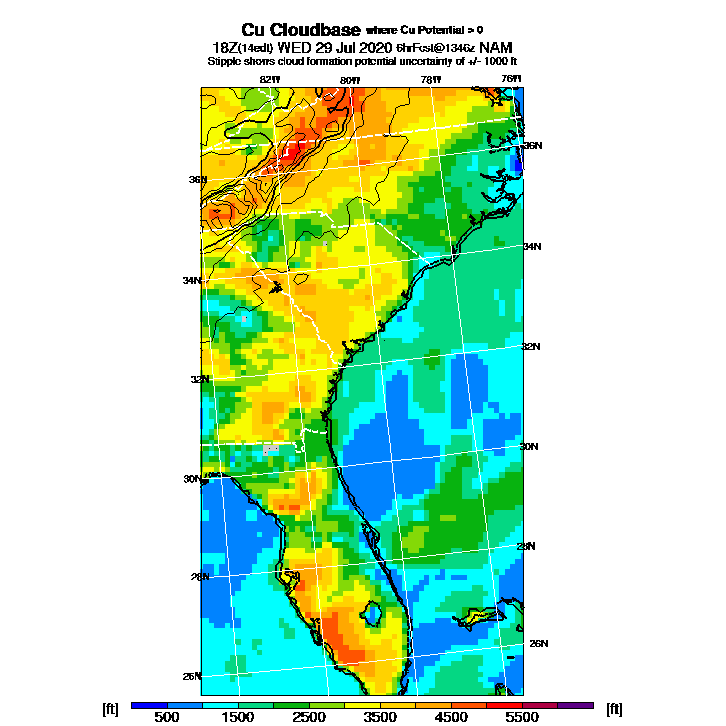 Cu Cloudbase where Cu Potential > 0
18Z(14edt) WED 29 Jul 2020 6hrFcst@1346z NAM
Stipple shows cloud formation potential uncertainty of +/- 1000 ft
82W 80W 78W 76W
36N
36N
34N
34N
32N
32N
30N
30N
28N
28N
26N
26N
[ft] 500 1500 2500 3500 4500 5500 [ft]